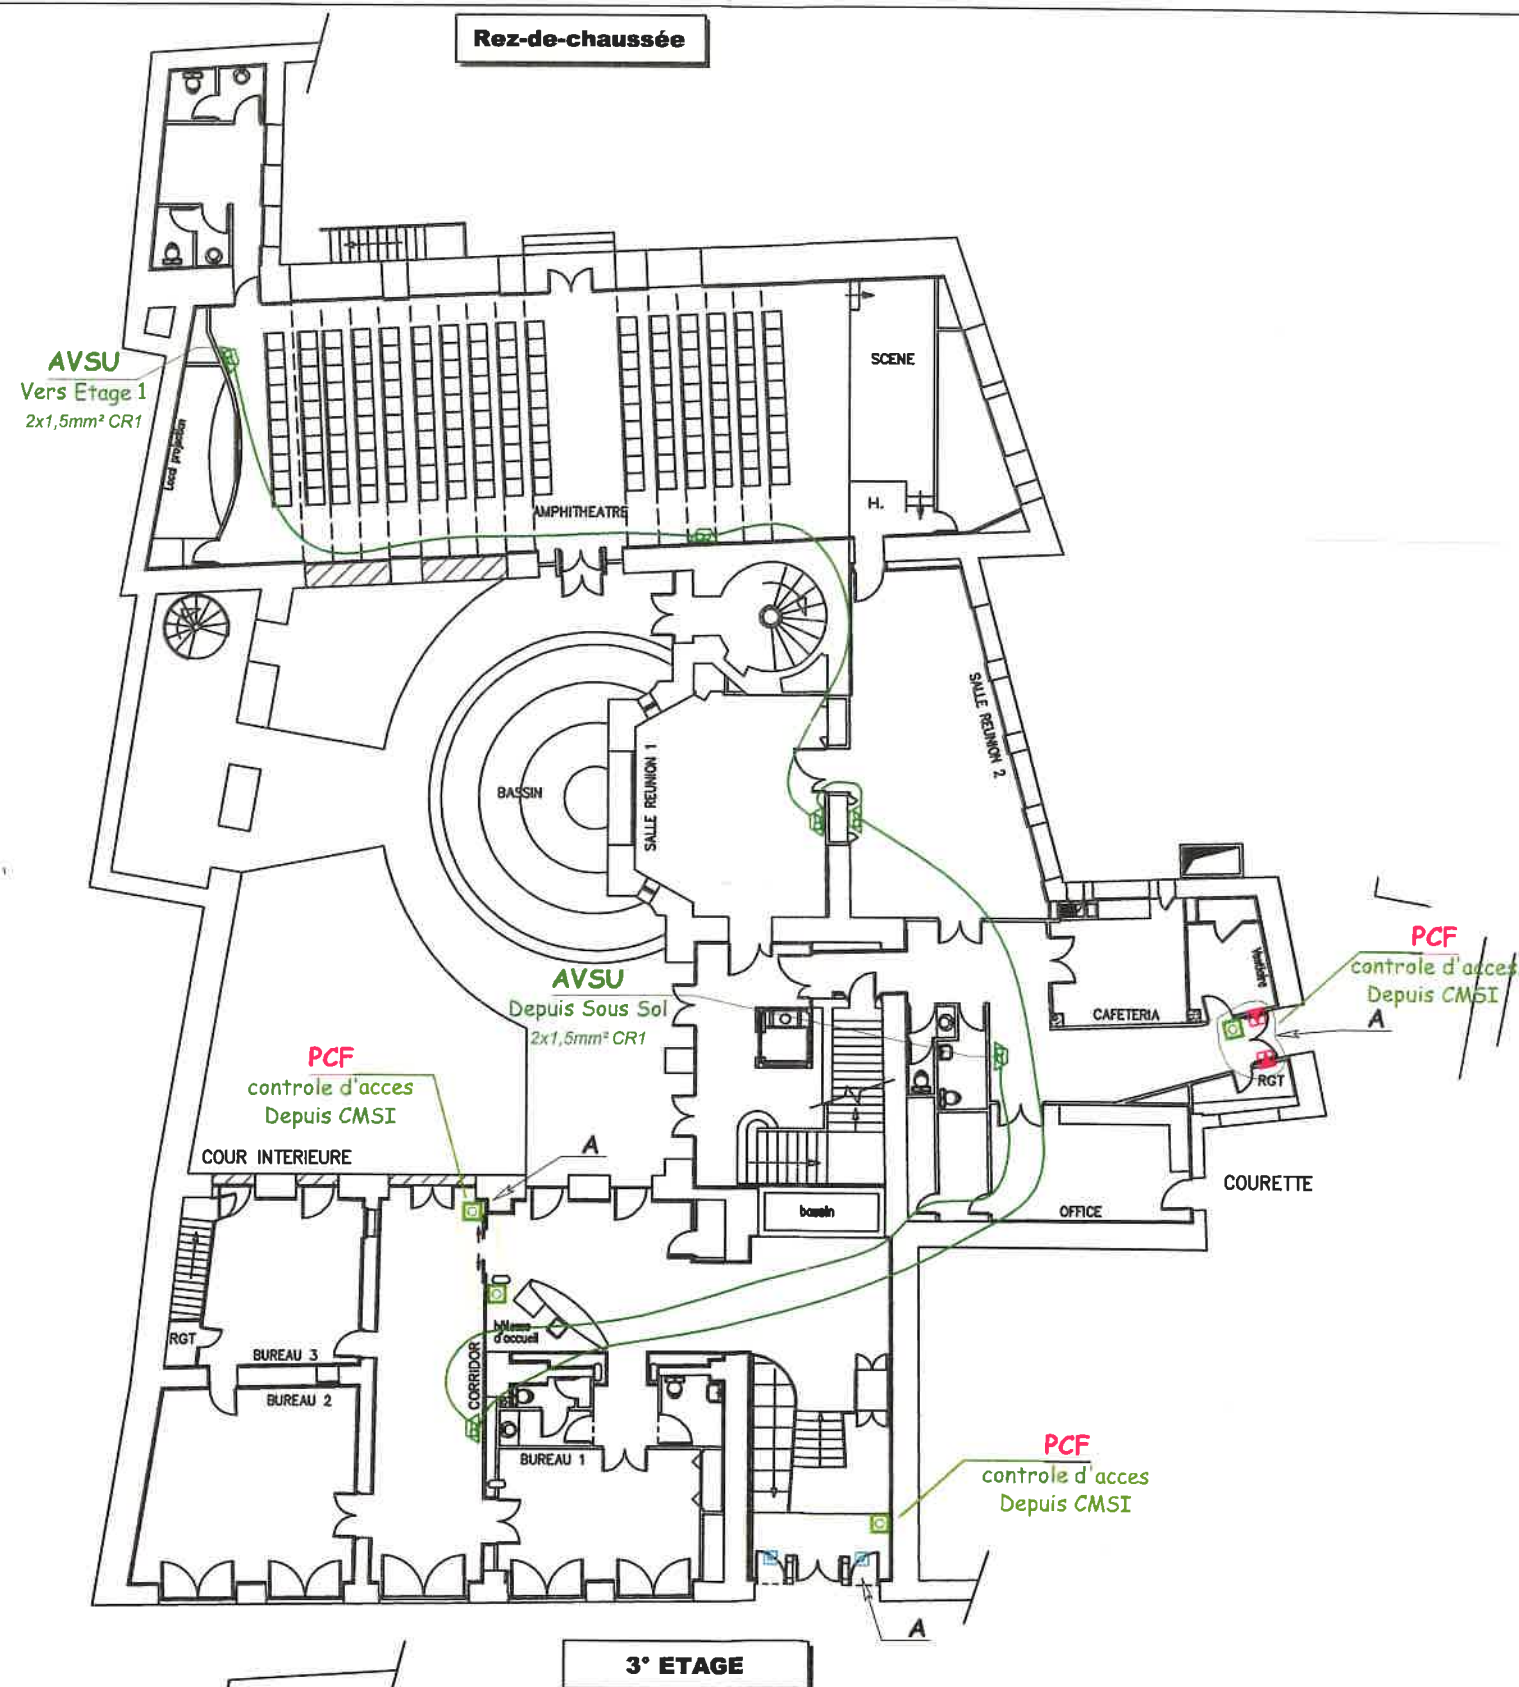 Rez-de-chaussée
AVSU
Vers Etage 1
2x1,5mm² CR1
Local projection
SCENE
H.
AMPHITHEATRE
SALLE REUNION 2
SALLE REUNION 1
BASSIN
AVSU
Depuis Sous Sol
2x1,5mm² CR1
PCF
controle d'acces
Depuis CMSI
Vestiaire
CAFETERIA
A
RGT
PCF
controle d'acces
Depuis CMSI
A
COUR INTERIEURE
COURETTE
OFFICE
bassin
hôtesse
d'accueil
RGT
BUREAU 3
CORRIDOR
BUREAU 2
BUREAU 1
PCF
controle d'acces
Depuis CMSI
A
3° ETAGE